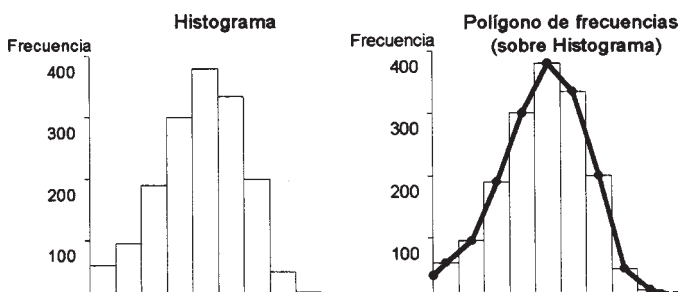 Histograma
Frecuencia
400
300
200
100
Polígono de frecuencias
(sobre Histograma)
Frecuencia
400
300
200
100